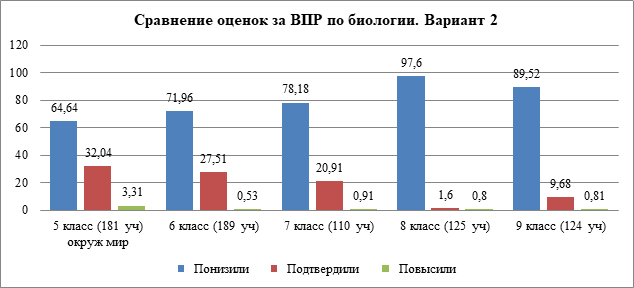 Сравнение оценок за ВПР по биологии. Вариант 2
120
100
80
60
40
20
0
64,64
32,04
3,31
71,96
27,51
0,53
78,18
20,91
0,91
97,6
1,6
0,8
89,52
9,68
0,81
5 класс (181 уч)
окруж мир
6 класс (189 уч)
7 класс (110 уч)
8 класс (125 уч)
9 класс (124 уч)
Понизили
Подтвердили
Повысили